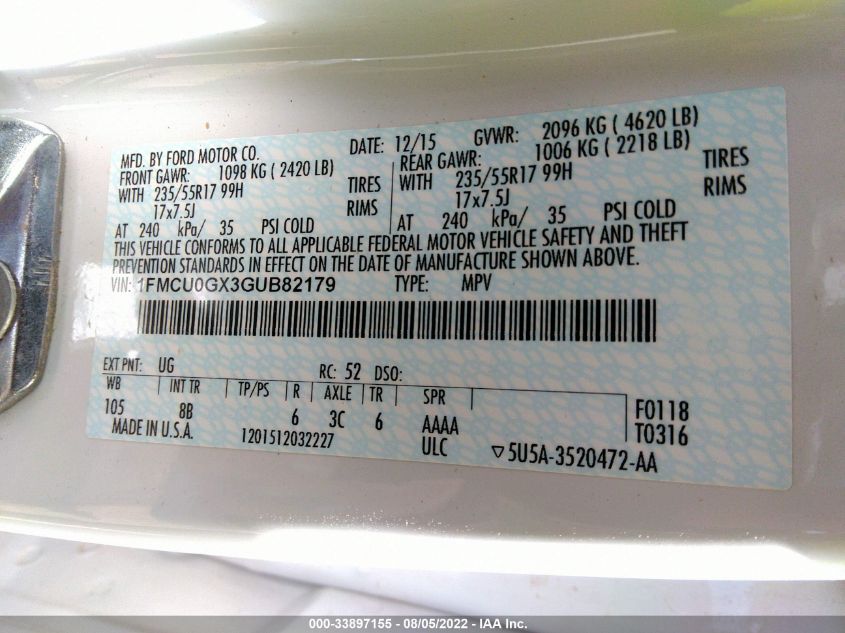 MFD. BY FORD MOTOR CO. DATE: 12/15 GVWR: 2096 KG ( 4620 LB)
FRONT GAWR: 1098 KG ( 2420 LB) REAR GAWR: 1006 KG ( 2218 LB)
WITH 235/55R17 99H TIRES WITH 235/55R17 99H TIRES
17x7.5J RIMS 17x7.5J RIMS
AT 240 kPa/ 35 PSI COLD AT 240 kPa/ 35 PSI COLD
THIS VEHICLE CONFORMS TO ALL APPLICABLE FEDERAL MOTOR VEHICLE SAFETY AND THEFT
PREVENTION STANDARDS IN EFFECT ON THE DATE OF MANUFACTURE SHOWN ABOVE.
VIN: 1FMCU0GX3GUB82179 TYPE: MPV
EXT PNT: UG RC: 52 DSO:
WB INT TR TP/PS R AXLE TR SPR
105 8B 6 3C 6 AAAA F0118
MADE IN U.S.A. 1201512032227 ULC T0316
5U5A-3520472-AA
000-33897155 - 08/05/2022 - IAA Inc.